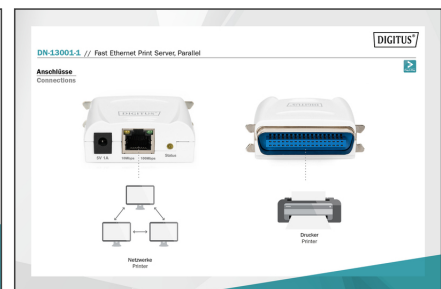 DIGITUS®
DN-13001-1 // Fast Ethernet Print Server, Parallel
Anschlüsse
Connections
DIGITUS
5V 1A
10Mbps
100Mbps
Status
Netzwerke
Printer
Drucker
Printer